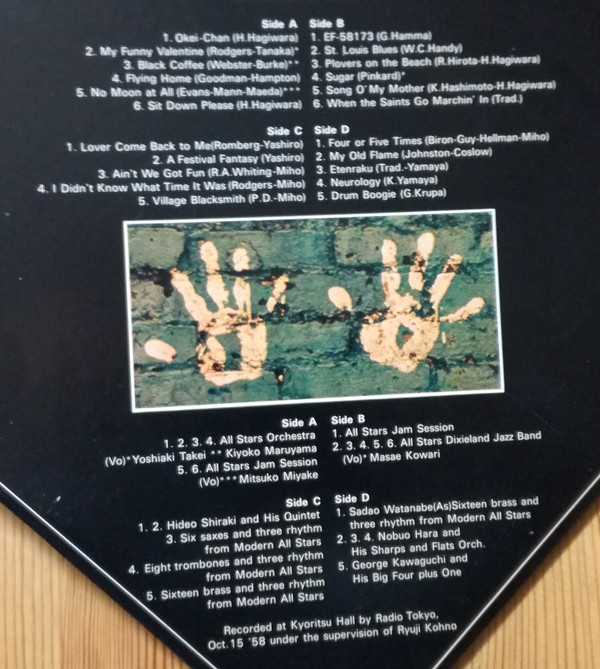 Side A
1. Okei-Chan (H.Hagiwara)
2. My Funny Valentine (Rodgers-Tanaka)*
3. Black Coffee (Webster-Burke)**
4. Flying Home (Goodman-Hampton)
5. No Moon at All (Evans-Mann-Maeda)***
6. Sit Down Please (H.Hagiwara)
Side B
1. EF-58173 (G.Hamma)
2. St. Louis Blues (W.C.Handy)
3. Plovers on the Beach (R.Hirota-H.Hagiwara)
4. Sugar (Pinkard)*
5. Song O' My Mother (K.Hashimoto-H.Hagiwara)
6. When the Saints Go Marchin' In (Trad.)
Side C
1. Lover Come Back to Me(Romberg-Yashiro)
2. A Festival Fantasy (Yashiro)
3. Ain't We Got Fun (R.A.Whiting-Miho)
4. I Didn't Know What Time It Was (Rodgers-Miho)
5. Village Blacksmith (P.D.-Miho)
Side D
1. Four or Five Times (Biron-Guy-Hellman-Miho)
2. My Old Flame (Johnston-Coslow)
3. Etenraku (Trad.-Yamaya)
4. Neurology (K.Yamaya)
5. Drum Boogie (G.Krupa)
Side A
1. 2. 3. 4. All Stars Orchestra
(Vo)*Yoshiaki Takei ** Kiyoko Maruyama
5. 6. All Stars Jam Session
(Vo)***Mitsuko Miyake
Side B
1. All Stars Jam Session
2. 3. 4. 5. 6. All Stars Dixieland Jazz Band
(Vo)* Masae Kowari
Side C
1. 2. Hideo Shiraki and His Quintet
3. Six saxes and three rhythm
from Modern All Stars
4. Eight trombones and three rhythm
from Modern All Stars
5. Sixteen brass and three rhythm
from Modern All Stars
Side D
1. Sadao Watanabe(As)Sixteen brass and
three rhythm from Modern All Stars
2. 3. 4. Nobuo Hara and
His Sharps and Flats Orch.
5. George Kawaguchi and
His Big Four plus One
Recorded at Kyoritsu Hall by Radio Tokyo,
Oct.15 '58 under the supervision of Ryuji Kohno